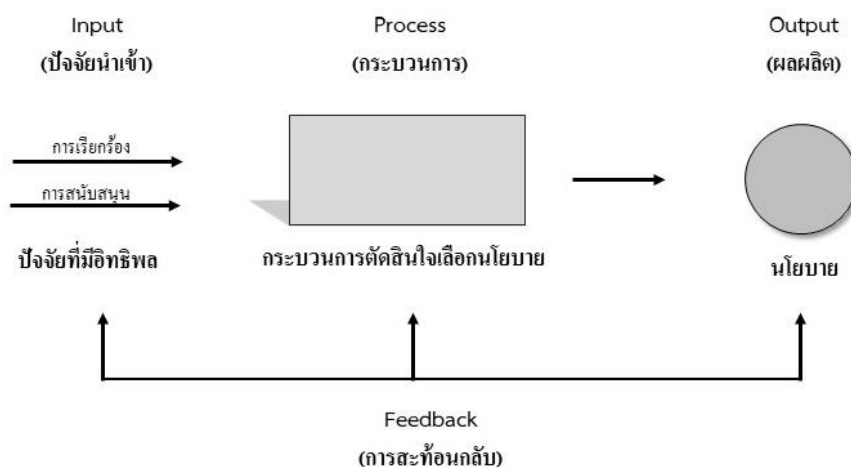 Input
(ปัจจัยนำเข้า)
Process
(กระบวนการ)
Output
(ผลผลิต)
การเรียกร้อง
การสนับสนุน
ปัจจัยที่มีอิทธิพล
กระบวนการตัดสินใจเลือกนโยบาย
นโยบาย
Feedback
(การสะท้อนกลับ)